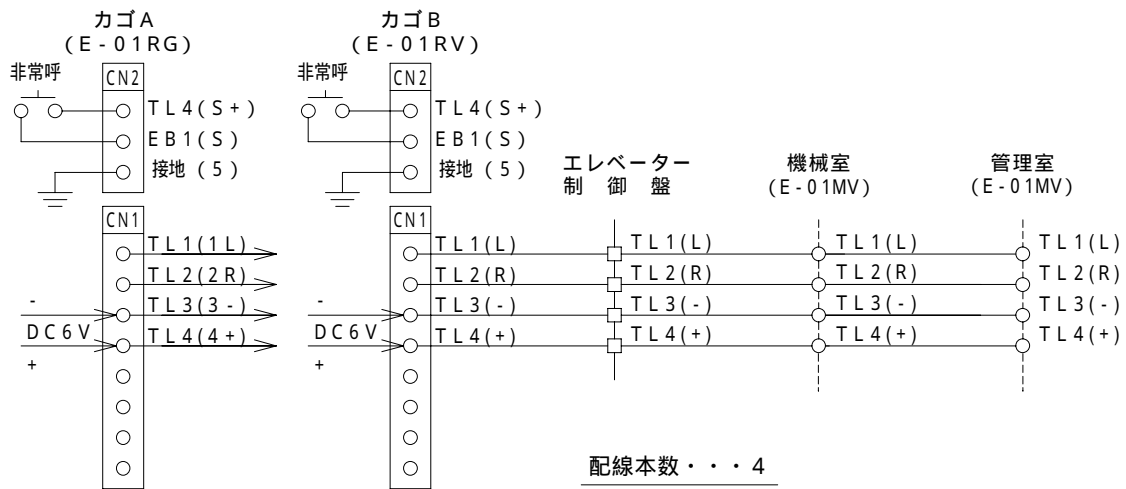 カゴA
(E-01RG)
カゴB
(E-01RV)
非常呼
CN2
TL4(S+)
EB1(S)
接地(5)
非常呼
CN2
TL4(S+)
EB1(S)
接地(5)
エレベーター
制 御 盤
機械室
(E-01MV)
管理室
(E-01MV)
CN1
TL1(1L)
TL2(2R)
TL3(3-)
TL4(4+)
-
DC6V
+
CN1
TL1(L)
TL2(R)
TL3(-)
TL4(+)
-
DC6V
+
TL1(L)
TL2(R)
TL3(-)
TL4(+)
TL1(L)
TL2(R)
TL3(-)
TL4(+)
TL1(L)
TL2(R)
TL3(-)
TL4(+)
配線本数・・・4